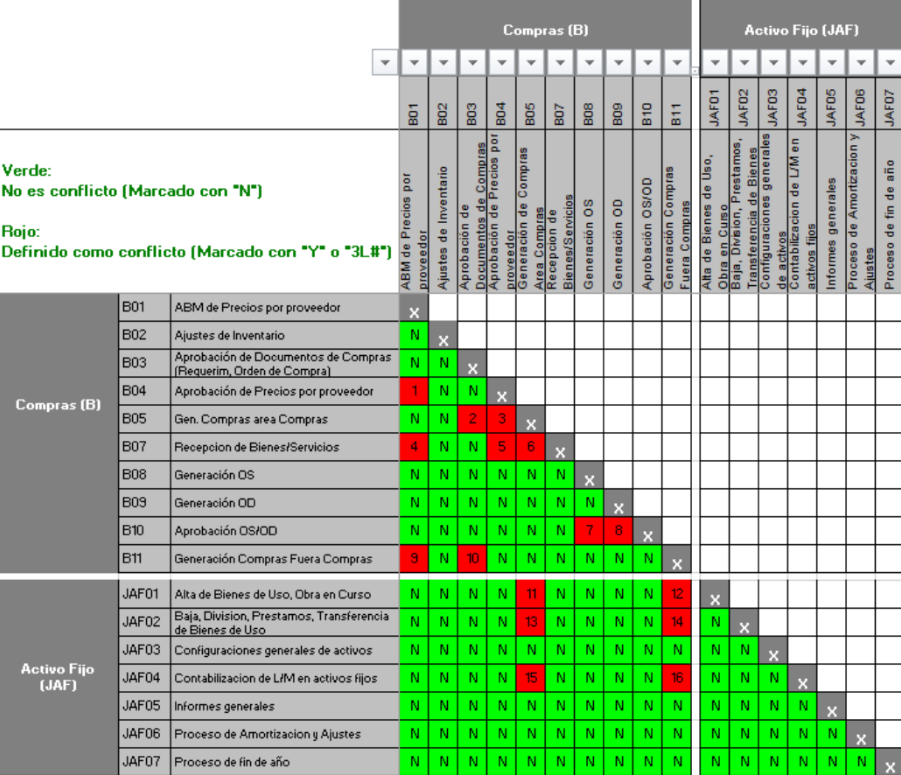 Compras (B) Activo Fijo (JAF)
B01 B02 B03 B04 B05 B07 B08 B09 B10 B11 JAF01 JAF02 JAF03 JAF04 JAF05 JAF06 JAF07
Verde:
No es conflicto (Marcado con "N")
Rojo:
Definido como conflicto (Marcado con "Y" o "3L#")
ABM de Precios por
proveedor
Ajustes de Inventario
Aprobación de
Documentos de Compras
Aprobación de Precios por
proveedor
Generación de Compras
Area Compras
Recepcion de
Bienes/Servicios
Generación OS
Generación OD
Aprobación OS/OD
Generación Compras
Fuera Compras
Alta de Bienes de Uso,
Obra en Curso
Baja, Division, Prestamos,
Transferencia de Bienes
Configuraciones generales
de activos
Contabilizacion de L/M en
activos fijos
Informes generales
Proceso de Amortizacion y
Ajustes
Proceso de fin de año
Compras (B)
B01 ABM de Precios por proveedor x
B02 Ajustes de Inventario N x
B03 Aprobación de Documentos de Compras
(Requerim, Orden de Compra) N N x
B04 Aprobación de Precios por proveedor 1 N N x
B05 Gen. Compras area Compras N N 2 3 x
B07 Recepcion de Bienes/Servicios 4 N N 5 6 x
B08 Generación OS N N N N N N x
B09 Generación OD N N N N N N N x
B10 Aprobación OS/OD N N N N N N 7 8 x
B11 Generación Compras Fuera Compras 9 N 10 N N N N N N x
Activo Fijo
(JAF)
JAF01 Alta de Bienes de Uso, Obra en Curso N N N N 11 N N N N 12 x
JAF02 Baja, Division, Prestamos, Transferencia
de Bienes de Uso N N N N 13 N N N N 14 N x
JAF03 Configuraciones generales de activos N N N N N N N N N N N N x
JAF04 Contabilizacion de L/M en activos fijos N N N N 15 N N N N 16 N N N x
JAF05 Informes generales N N N N N N N N N N N N N N x
JAF06 Proceso de Amortizacion y Ajustes N N N N N N N N N N N N N N N x
JAF07 Proceso de fin de año N N N N N N N N N N N N N N N N x